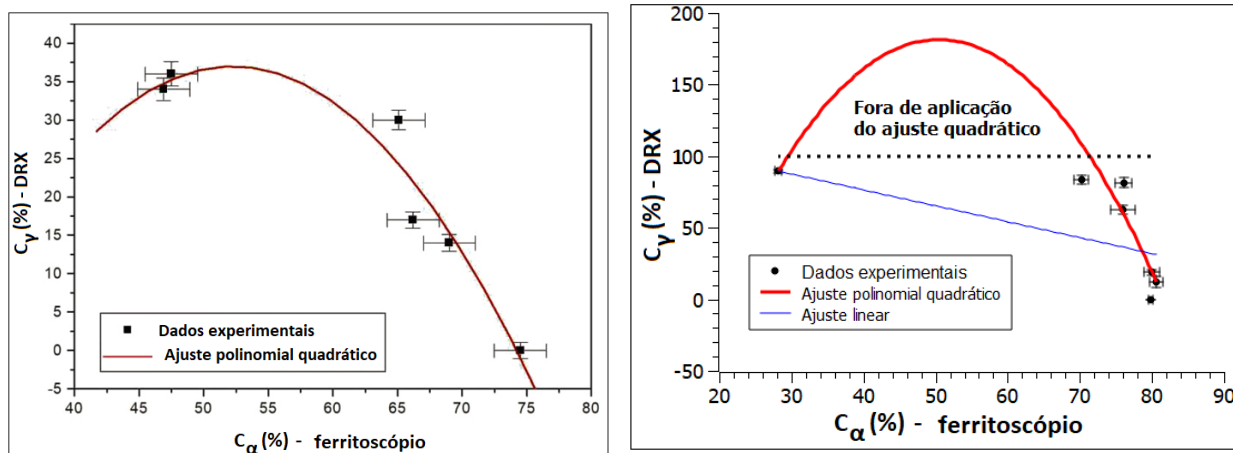 40
35
30
25
20
15
10
5
0
-5
40 45 50 55 60 65 70 75 80
Cγ (%) - DRX
Cα (%) - ferritoscópio
Dados experimentais
Ajuste polinomial quadrático
200
150
100
50
0
-50
20 30 40 50 60 70 80 90
Cγ (%) - DRX
Cα (%) - ferritoscópio
Fora de aplicação
do ajuste quadrático
Dados experimentais
Ajuste polinomial quadrático
Ajuste linear